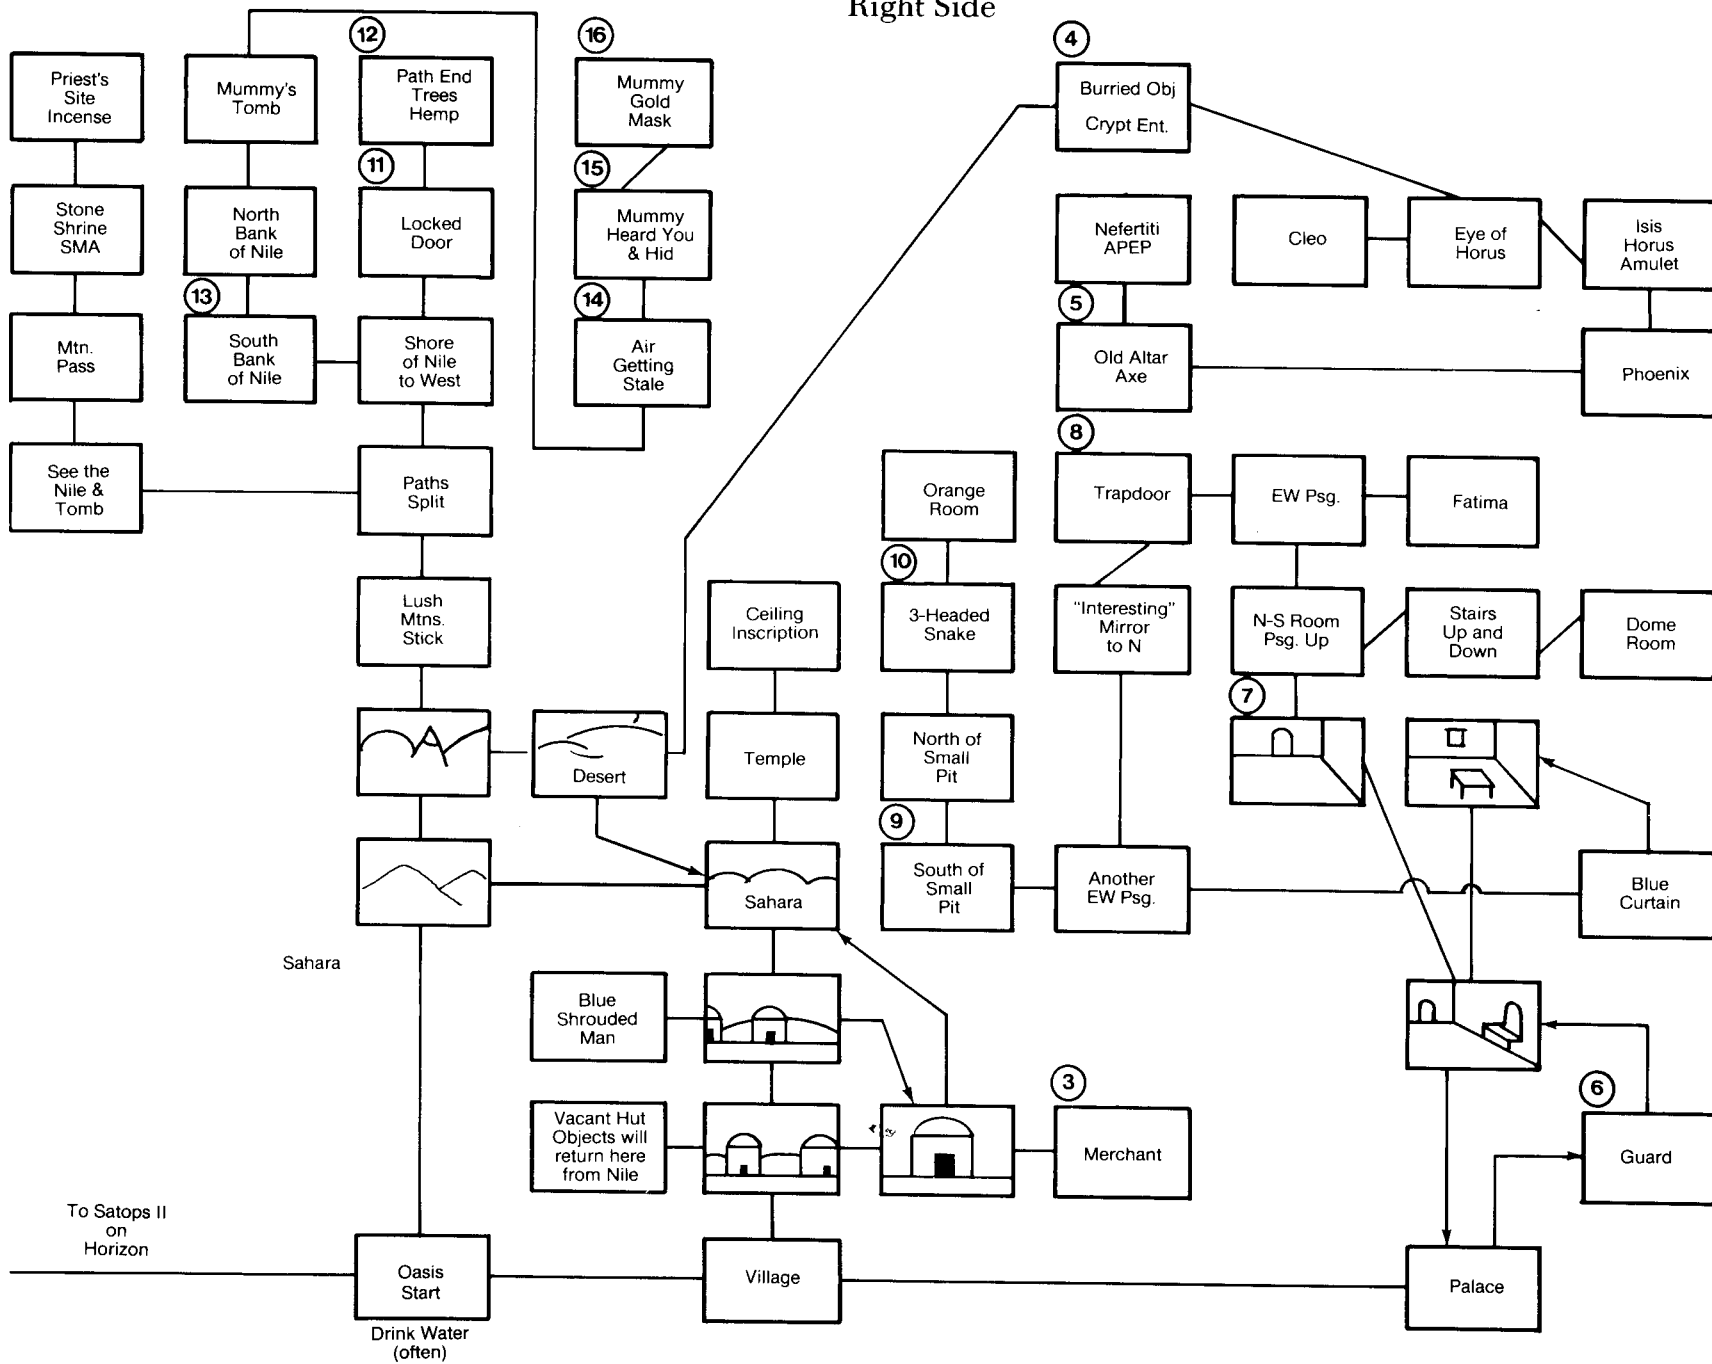 Right Side
12
16
4
Priest's
Site
Incense
Mummy's
Tomb
Path End
Trees
Hemp
Mummy
Gold
Mask
Burried Obj
Crypt Ent.
11
15
Stone
Shrine
SMA
North
Bank
of Nile
Locked
Door
Mummy
Heard You
& Hid
Nefertiti
APEP
Cleo
Eye of
Horus
Isis
Horus
Amulet
13
14
5
Mtn.
Pass
South
Bank
of Nile
Shore
of Nile
to West
Air
Getting
Stale
Old Altar
Axe
Phoenix
8
See the
Nile &
Tomb
Paths
Split
Orange
Room
Trapdoor
EW Psg.
Fatima
10
Lush
Mtns.
Stick
Ceiling
Inscription
3-Headed
Snake
"Interesting"
Mirror
to N
N-S Room
Psg. Up
Stairs
Up and
Down
Dome
Room
7
Desert
Temple
North of
Small
Pit
9
Sahara
South of
Small
Pit
Another
EW Psg.
Blue
Curtain
Sahara
Blue
Shrouded
Man
3
6
Vacant Hut
Objects will
return here
from Nile
Merchant
Guard
To Satops II
on
Horizon
Oasis
Start
Village
Palace
Drink Water
(often)